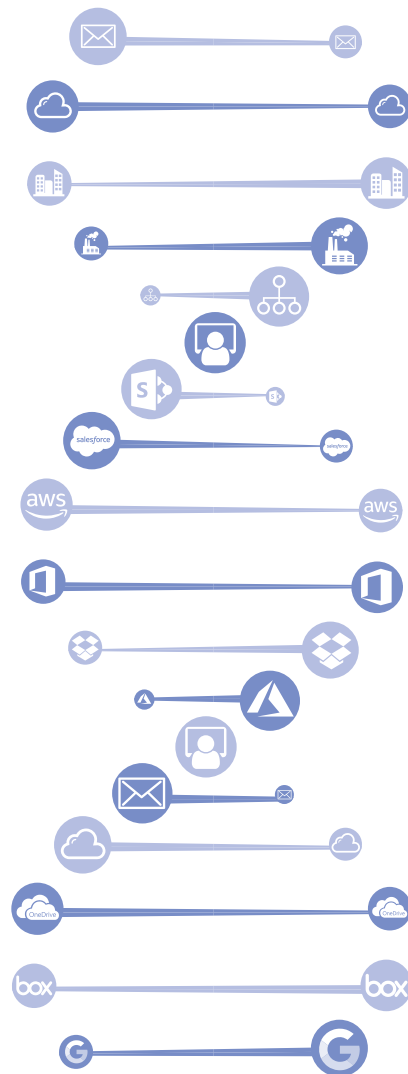 S
S
salesforce
salesforce
aws
aws
OneDrive
OneDrive
box
box
G
G